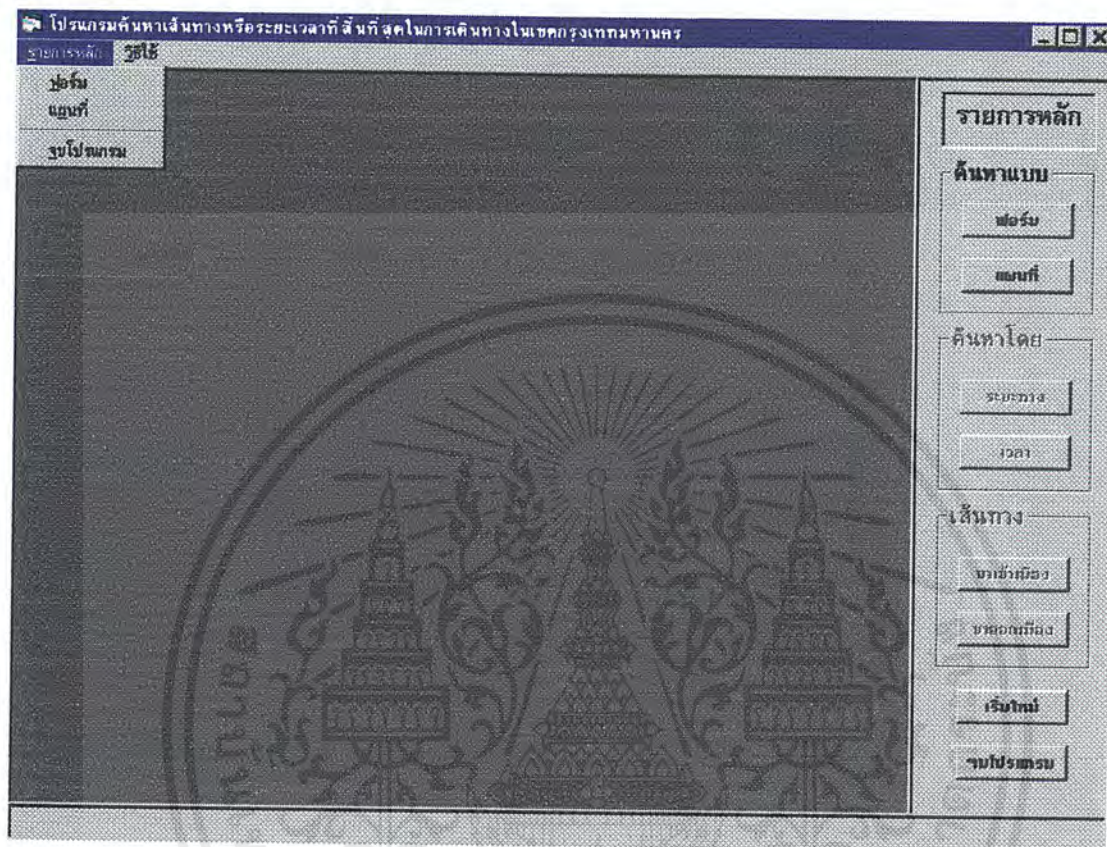 โปรแกรมค้นหาเส้นทางหรือระยะเวลาที่สั้นที่สุดในการเดินทางในเขตกรุงเทพมหานคร
รายการหลัก วิธีใช้
ฟอร์ม
แผนที่
จบโปรแกรม
รายการหลัก
ค้นหาแบบ
ฟอร์ม
แผนที่
ค้นหาโดย
ระยะทาง
เวลา
เส้นทาง
ขาเข้าเมือง
ขาออกเมือง
เริ่มใหม่
จบโปรแกรม